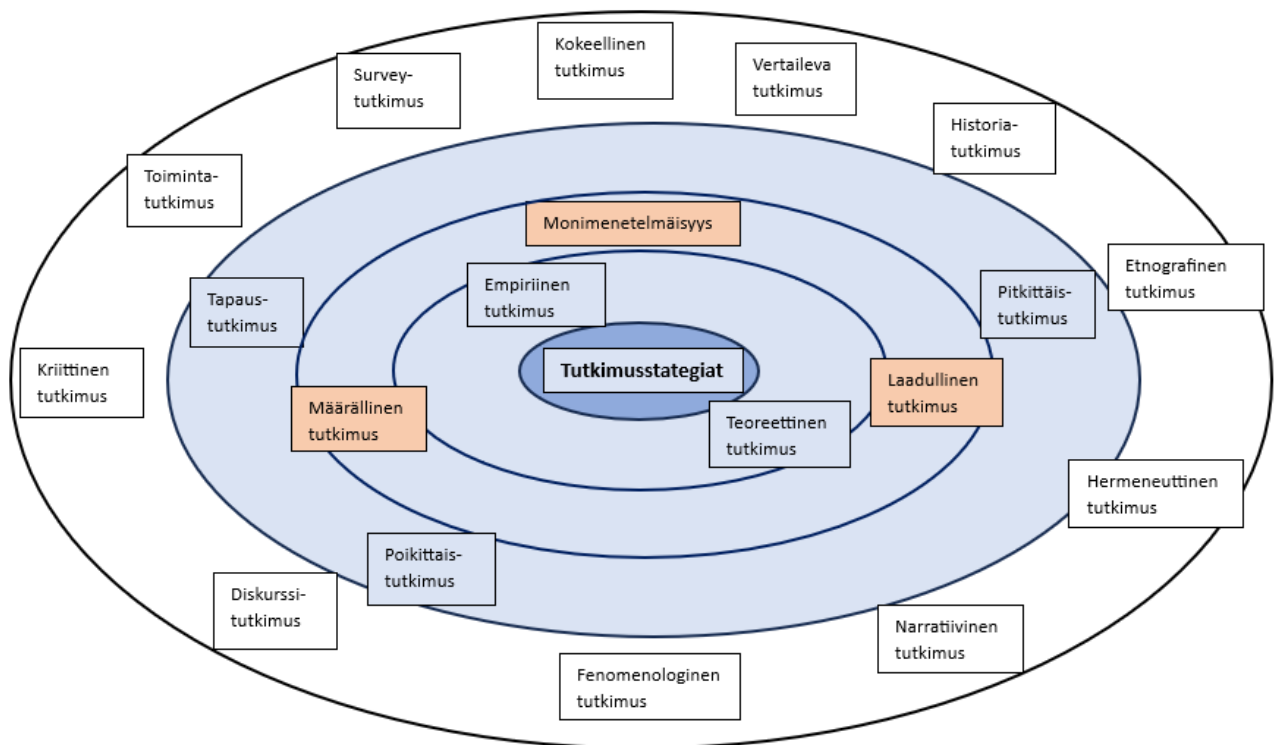 Kokeellinen
tutkimus
Survey-
tutkimus
Vertaileva
tutkimus
Historia-
tutkimus
Toiminta-
tutkimus
Monimenetelmäisyys
Etnografinen
tutkimus
Empiirinen
tutkimus
Tapaus-
tutkimus
Pitkittäis-
tutkimus
Kriittinen
tutkimus
Tutkimusstategiat
Laadullinen
tutkimus
Määrällinen
tutkimus
Teoreettinen
tutkimus
Hermeneuttinen
tutkimus
Poikittais-
tutkimus
Diskurssi-
tutkimus
Narratiivinen
tutkimus
Fenomenologinen
tutkimus